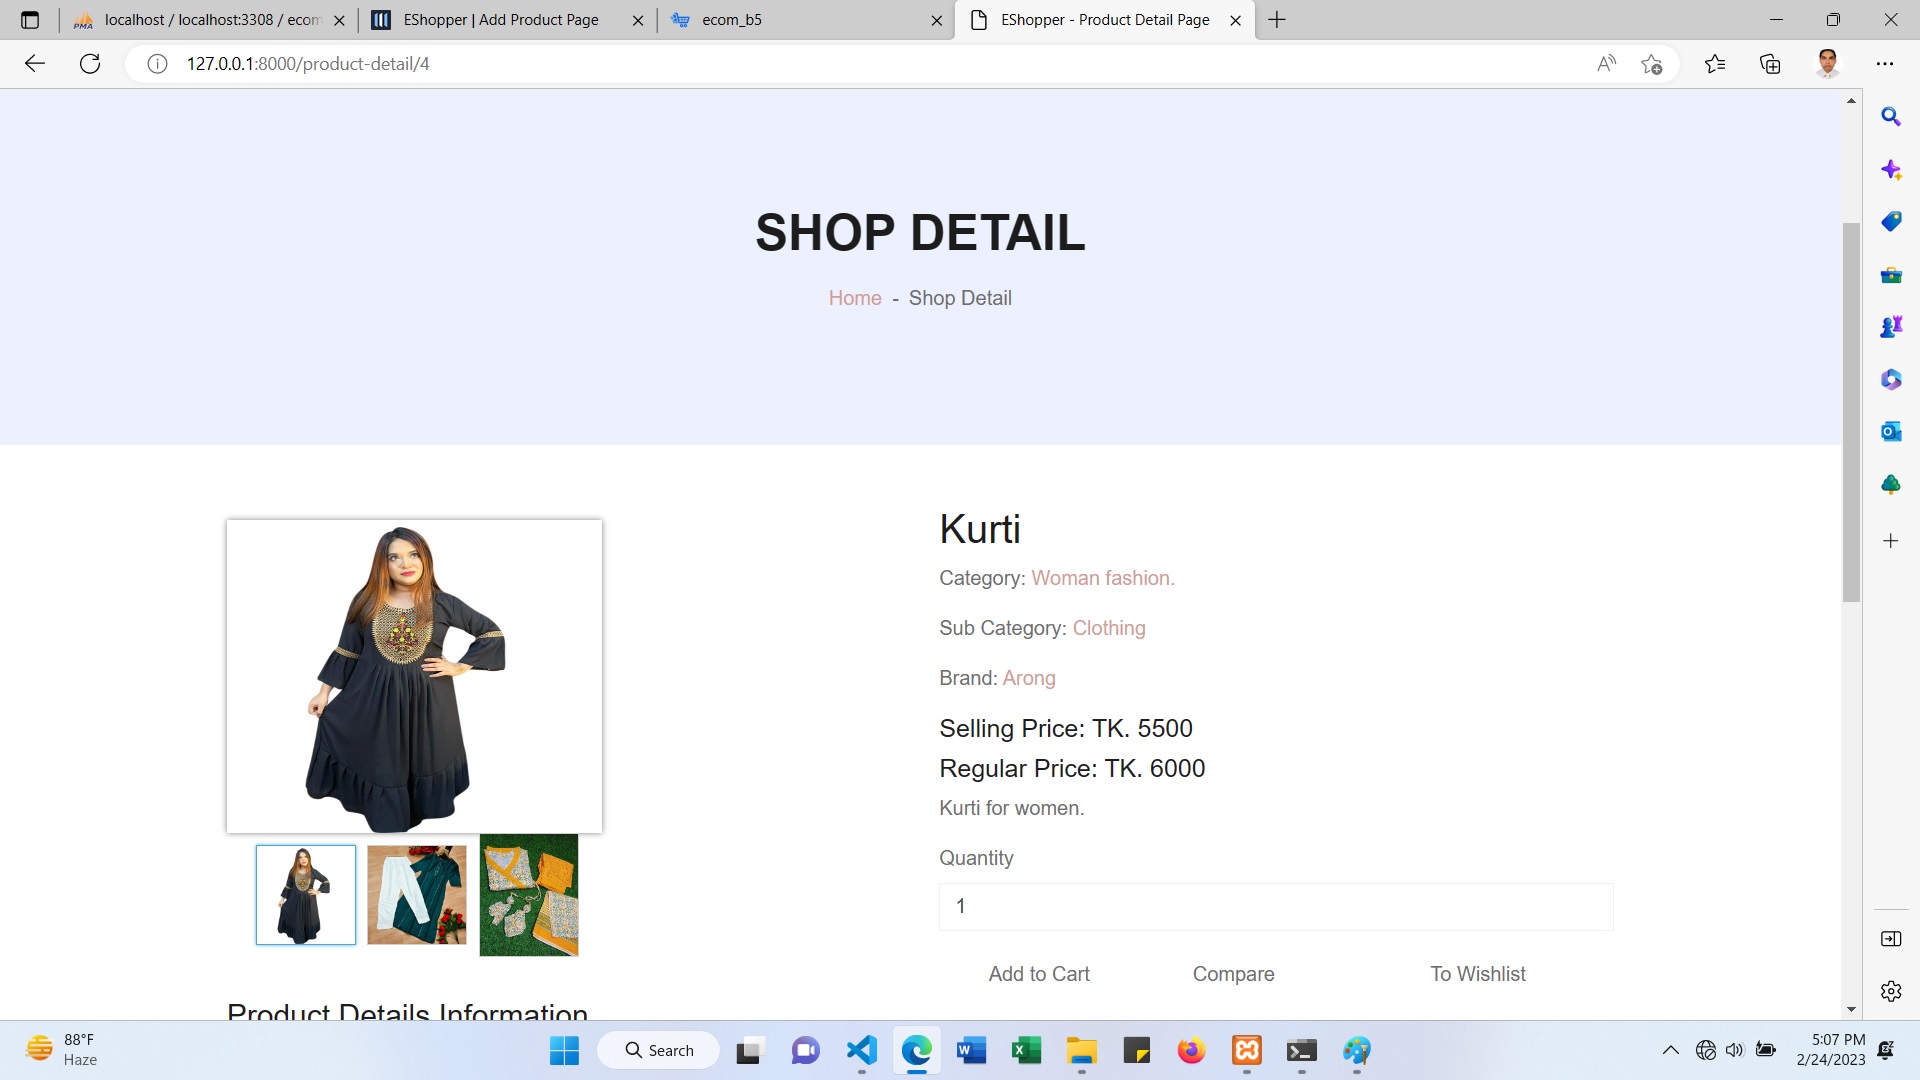 localhost / localhost:3308 / ecom
EShopper | Add Product Page
ecom_b5
EShopper - Product Detail Page
127.0.0.1:8000/product-detail/4
SHOP DETAIL
Home - Shop Detail
Kurti
Category: Woman fashion.
Sub Category: Clothing
Brand: Arong
Selling Price: TK. 5500
Regular Price: TK. 6000
Kurti for women.
Quantity
1
Add to Cart
Compare
To Wishlist
Product Details Information
88°F
Haze
Search
5:07 PM
2/24/2023